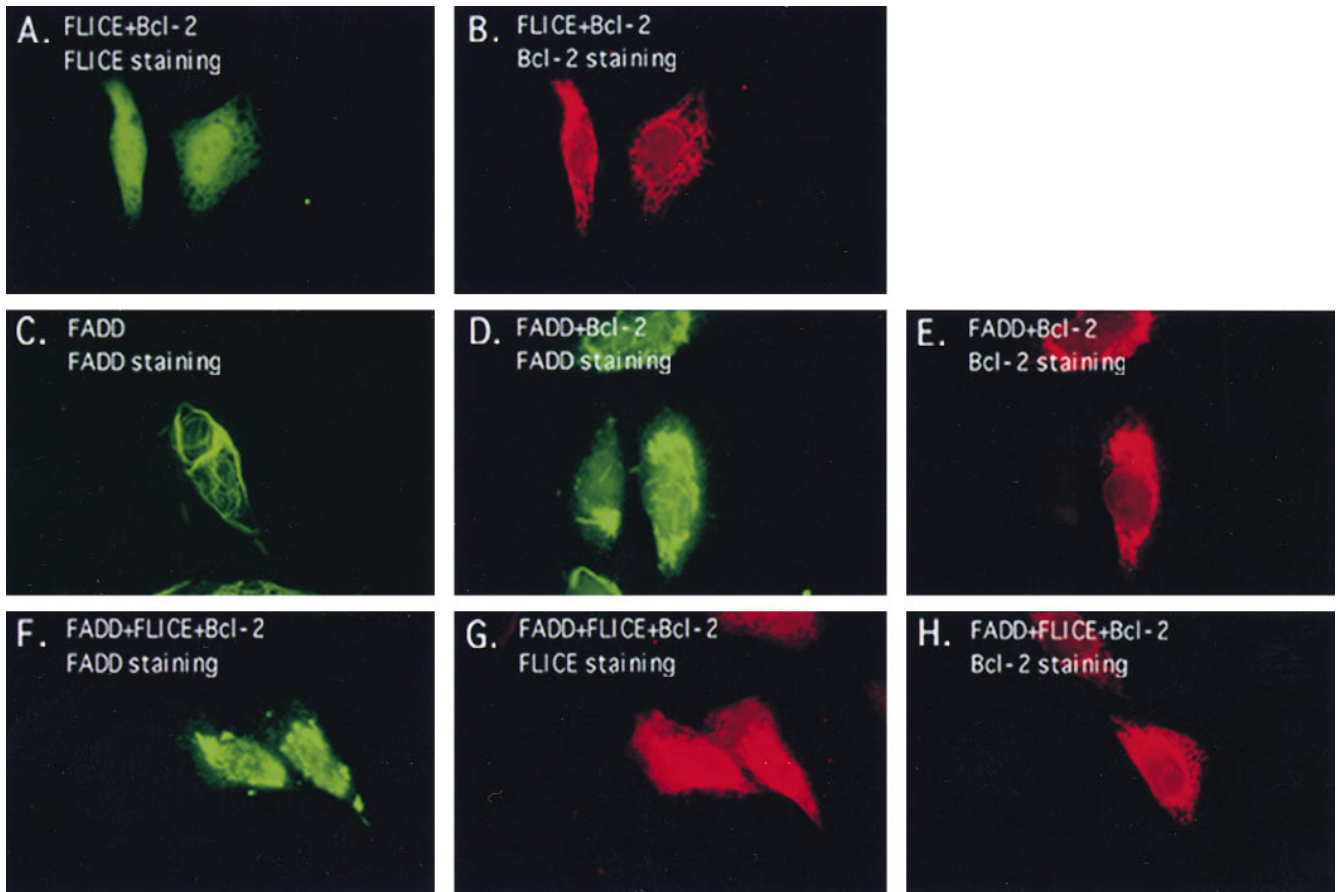 A. FLICE+Bcl-2
FLICE staining
B. FLICE+Bcl-2
Bcl-2 staining
C. FADD
FADD staining
D. FADD+Bcl-2
FADD staining
E. FADD+Bcl-2
Bcl-2 staining
F. FADD+FLICE+Bcl-2
FADD staining
G. FADD+FLICE+Bcl-2
FLICE staining
H. FADD+FLICE+Bcl-2
Bcl-2 staining